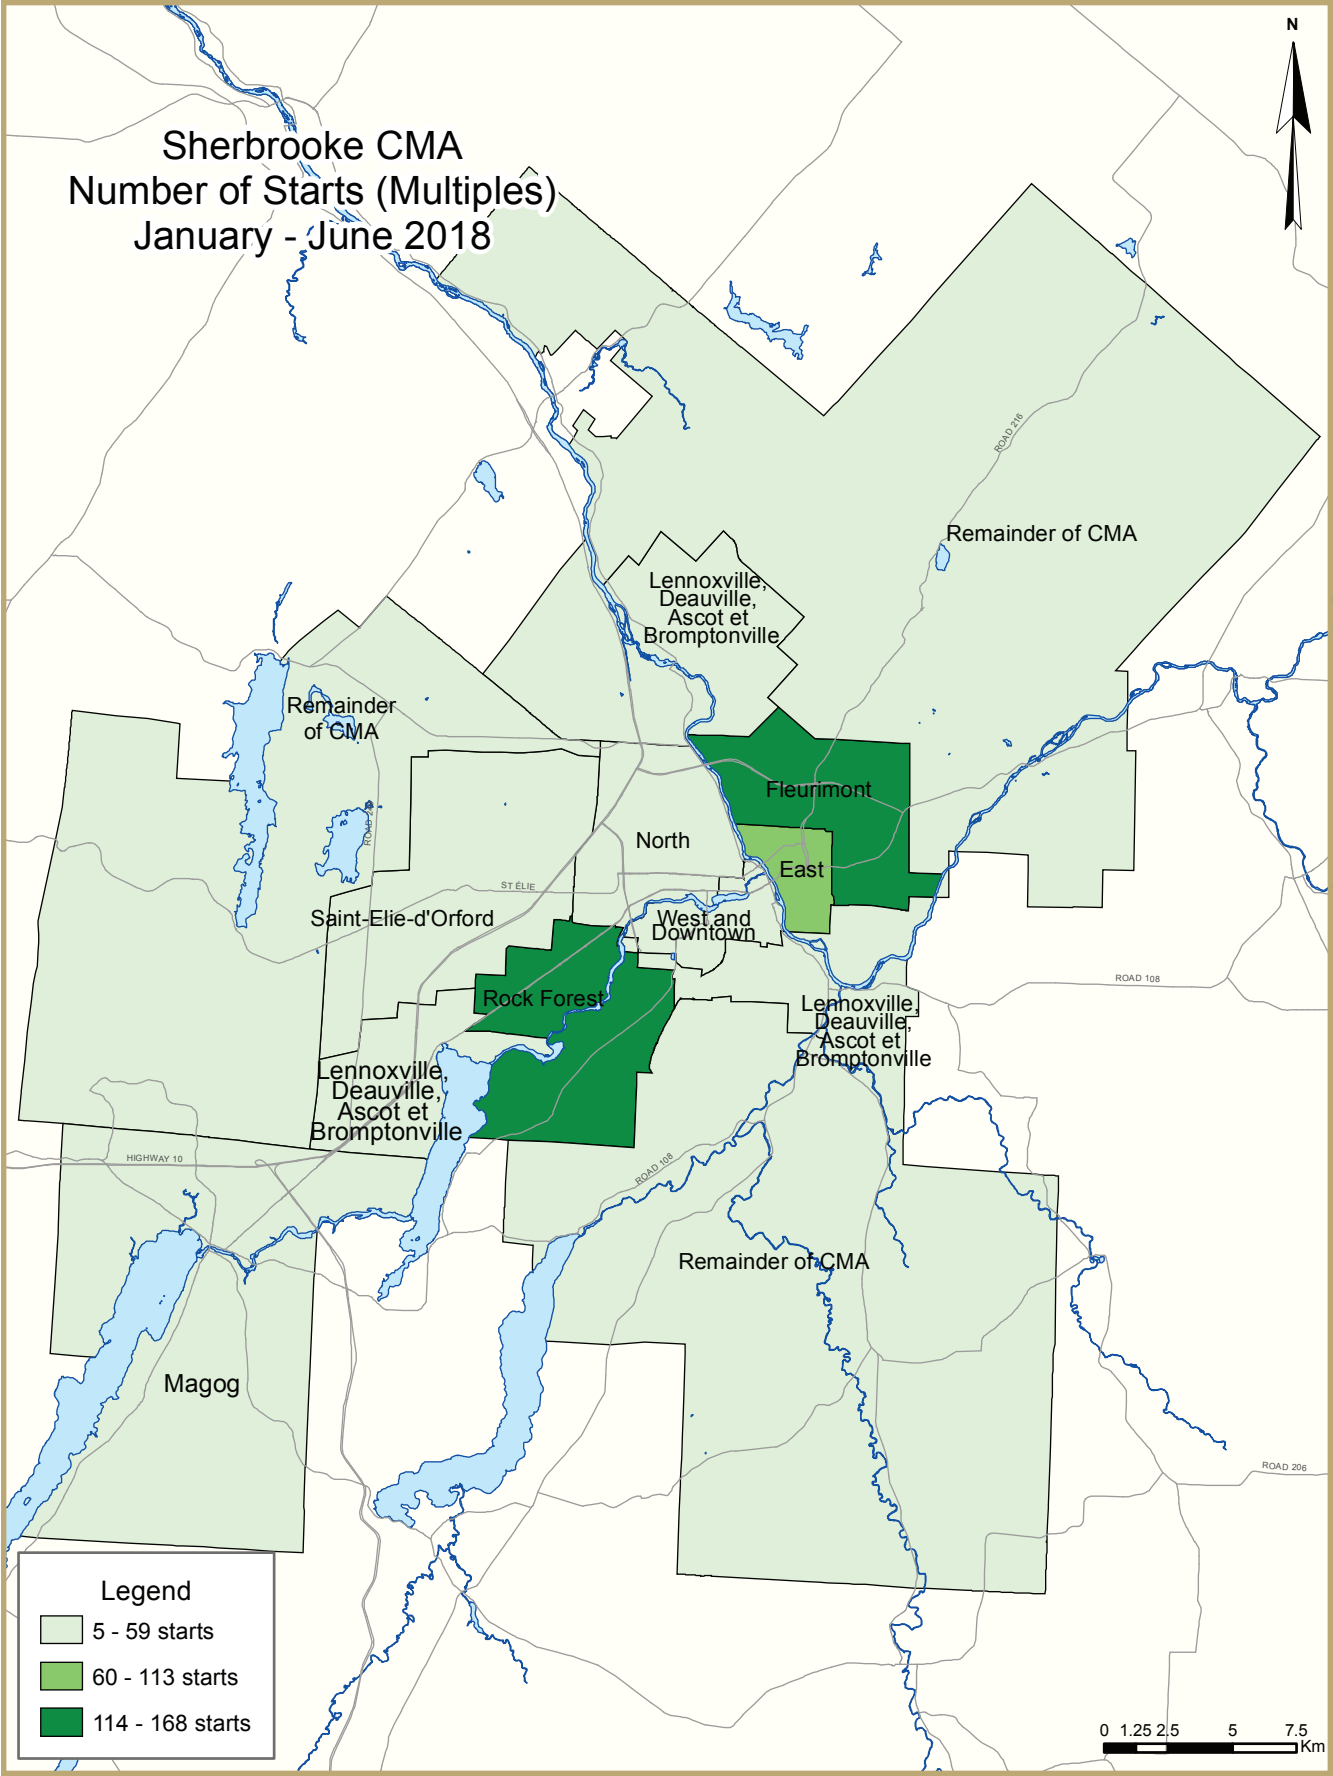 N
Sherbrooke CMA
Number of Starts (Multiples)
January - June 2018
ROAD 216
Remainder of CMA
Lennoxville,
Deauville,
Ascot et
Bromptonville
Remainder
of CMA
Fleurimont
North
East
ST ÉLIE
Saint-Elie-d'Orford
West and
Downtown
ROAD 108
Rock Forest
Lennoxville,
Deauville,
Ascot et
Bromptonville
Lennoxville,
Deauville,
Ascot et
Bromptonville
HIGHWAY 10
ROAD 108
Remainder of CMA
Magog
ROAD 206
Legend
5 - 59 starts
60 - 113 starts
114 - 168 starts
0 1.25 2.5 5 7.5
Km